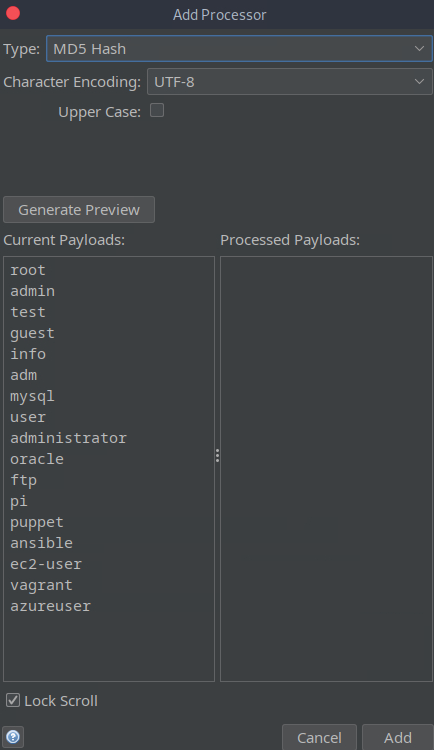 Add Processor
Type: MD5 Hash
Character Encoding: UTF-8
Upper Case:
Generate Preview
Current Payloads: Processed Payloads:
root
admin
test
guest
info
adm
mysql
user
administrator
oracle
ftp
pi
puppet
ansible
ec2-user
vagrant
azureuser
Lock Scroll
? Cancel Add